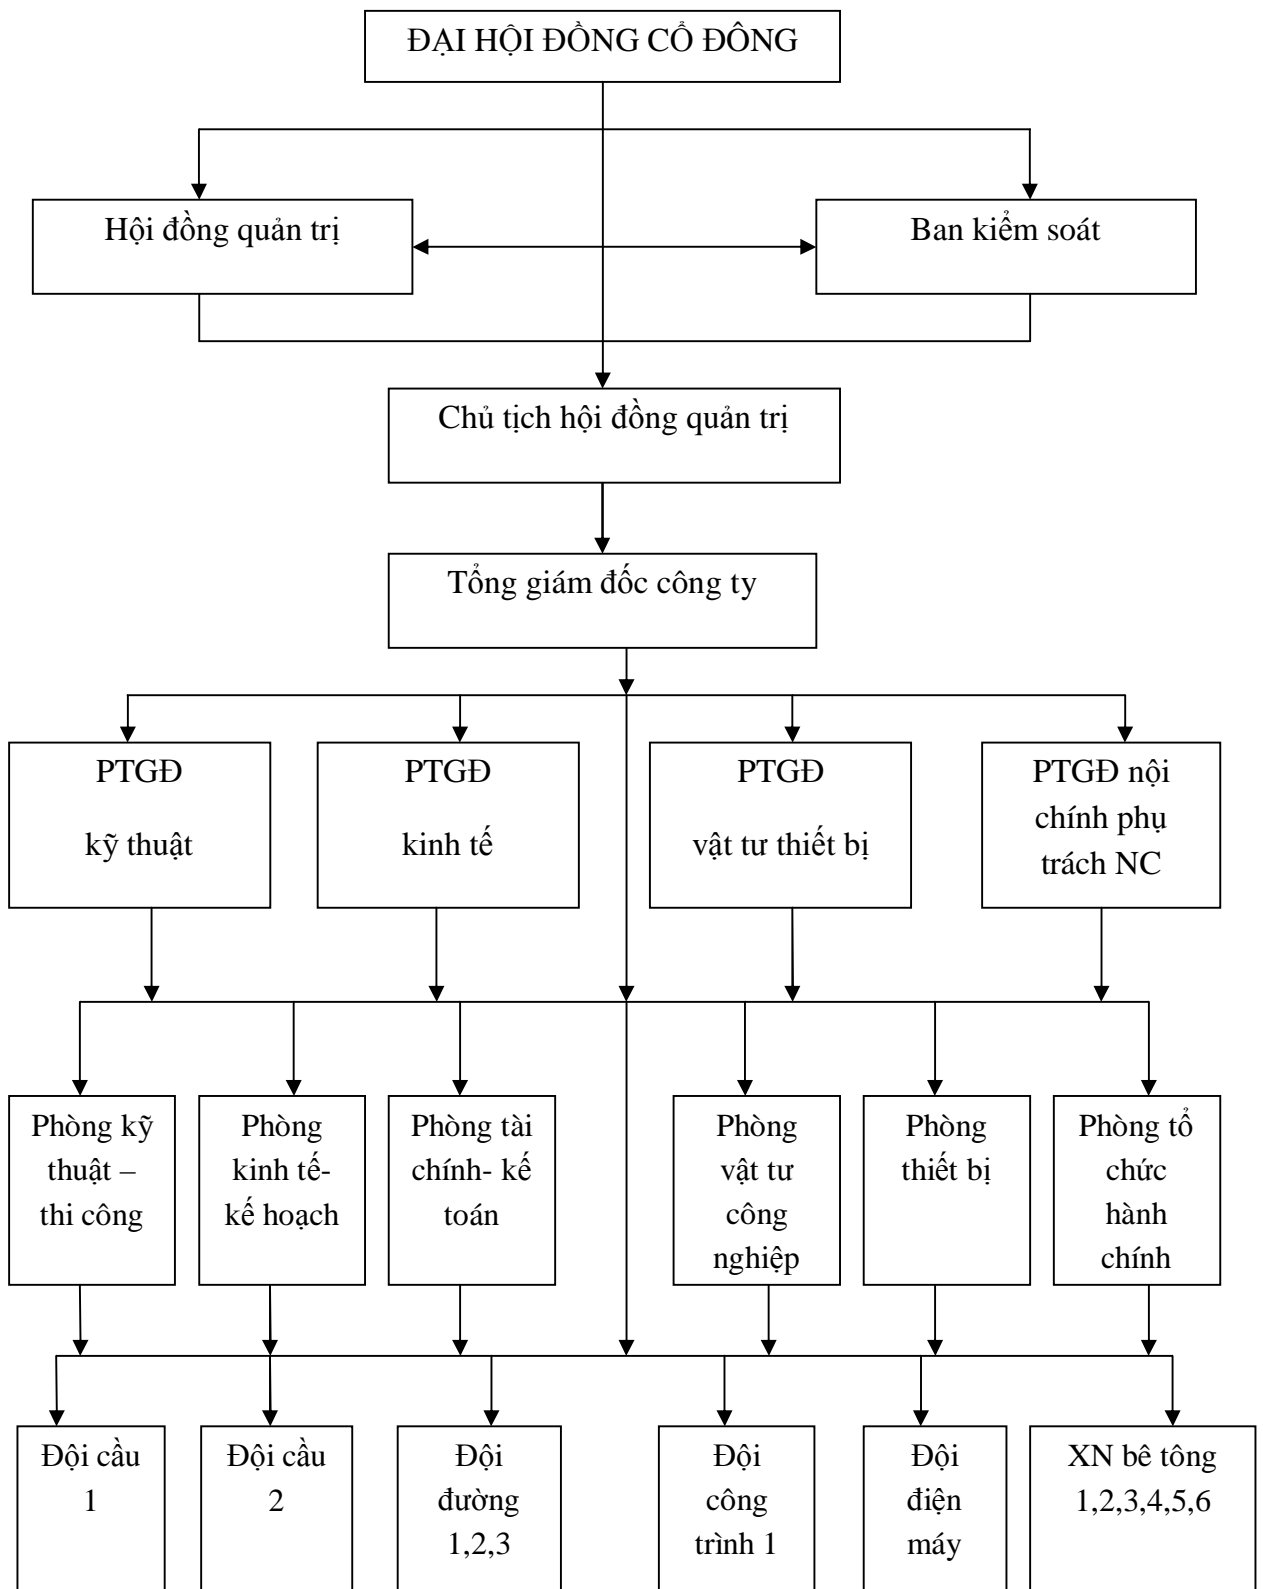 ĐẠI HỘI ĐỒNG CỔ ĐÔNG
Hội đồng quản trị
Ban kiểm soát
Chủ tịch hội đồng quản trị
Tổng giám đốc công ty
PTGĐ
kỹ thuật
PTGĐ
kinh tế
PTGĐ
vật tư thiết bị
PTGĐ nội
chính phụ
trách NC
Phòng kỹ
thuật –
thi công
Phòng
kinh tế-
kế hoạch
Phòng tài
chính- kế
toán
Phòng
vật tư
công
nghiệp
Phòng
thiết bị
Phòng tổ
chức
hành
chính
Đội cầu
1
Đội cầu
2
Đội
đường
1,2,3
Đội
công
trình 1
Đội
điện
máy
XN bê tông
1,2,3,4,5,6